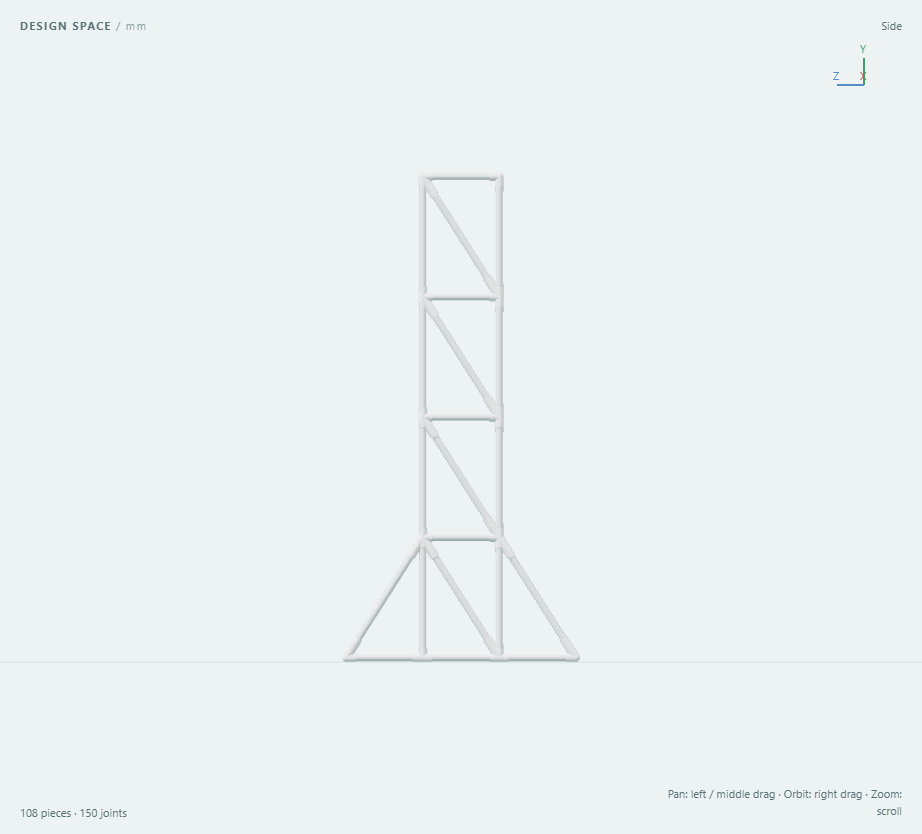 DESIGN SPACE / mm
Side
Y
Z X
Pan: left / middle drag · Orbit: right drag · Zoom:
scroll
108 pieces · 150 joints